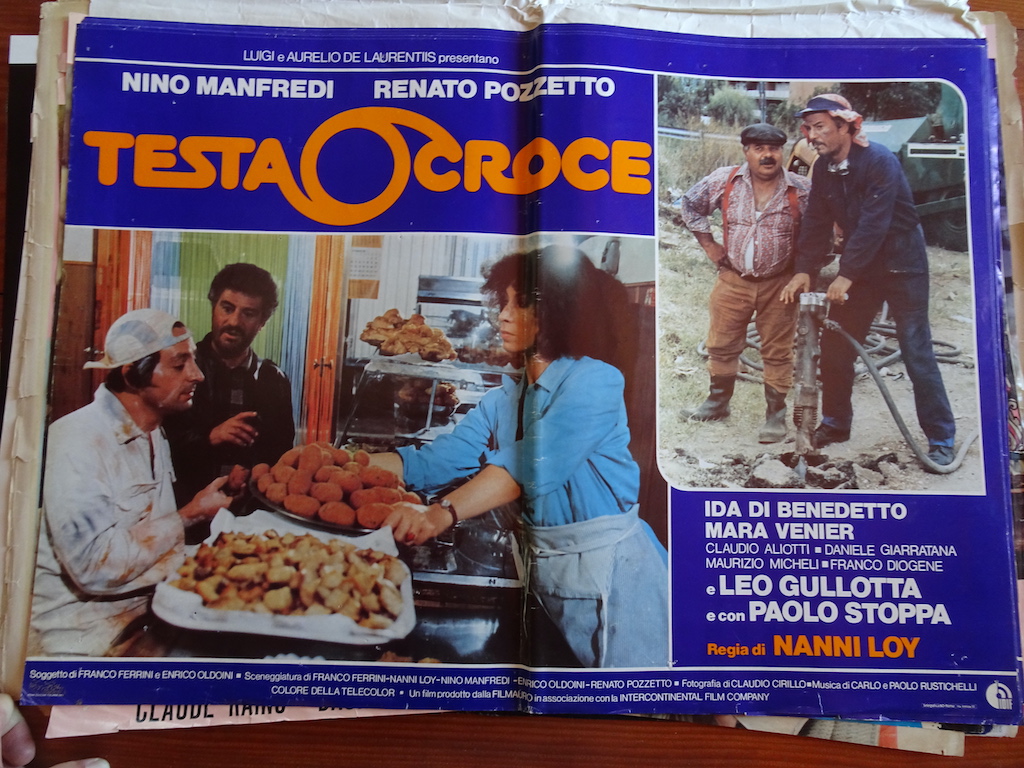 LUIGI e AURELIO DE LAURENTIIS presentano
NINO MANFREDI RENATO POZZETTO
TESTA O CROCE
IDA DI BENEDETTO
MARA VENIER
CLAUDIO ALIOTTI ▪ DANIELE GIARRATANA
MAURIZIO MICHELI ▪ FRANCO DIOGENE
e LEO GULLOTTA
e con PAOLO STOPPA
Regia di NANNI LOY
Soggetto di FRANCO FERRINI e ENRICO OLDOINI ▪ Sceneggiatura di FRANCO FERRINI-NANNI LOY-NINO MANFREDI-ENRICO OLDOINI-RENATO POZZETTO ▪ Fotografia di CLAUDIO CIRILLO ▪ Musica di CARLO e PAOLO RUSTICHELLI
COLORE DELLA TELECOLOR ▪ Un film prodotto dalla FILMAURO in associazione con la INTERCONTINENTAL FILM COMPANY
CLAUDE RAINS